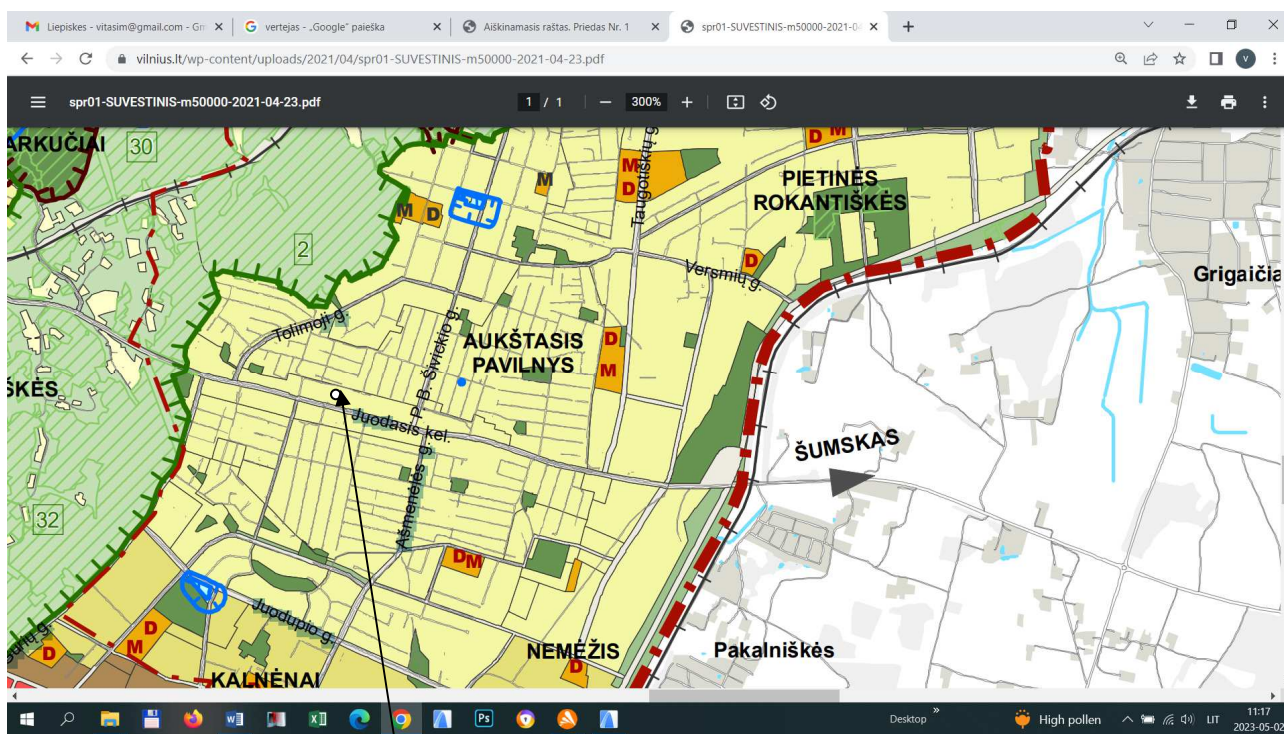 Liepiskes - vitasim@gmail.com - Gm
vertejas - „Google“ paieška
Aiškinamasis raštas. Priedas Nr. 1
spr01-SUVESTINIS-m50000-2021-04
vilnius.lt/wp-content/uploads/2021/04/spr01-SUVESTINIS-m50000-2021-04-23.pdf
V
spr01-SUVESTINIS-m50000-2021-04-23.pdf
1 / 1
300%
ARKUČIAI
30
M
D
M
M
D
Taugotiškių g.
D M
PIETINĖS
ROKANTIŠKĖS
2
D
Versmių g.
Grigaičia
Tolimoji g.
P. B. Šivickio g.
AUKŠTASIS
PAVILNYS
D
M
ŠKĖS
Juodasis kel.
Ašmenėlės g.
ŠUMSKAS
32
D M
Juodupio g.
D
M
D
NEMĖŽIS
D
Pakalniškės
KALNĖNAI
Desktop
High pollen
LIT
11:17
2023-05-02